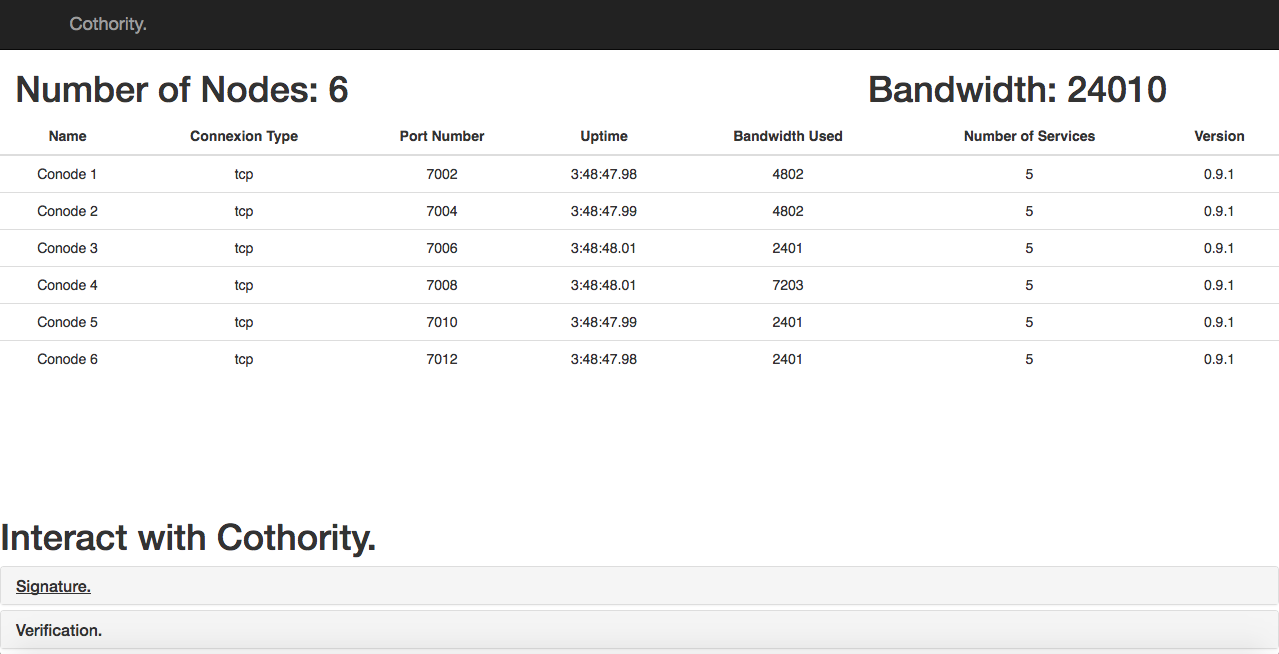 Cothority.
Number of Nodes: 6 Bandwidth: 24010
Name Connexion Type Port Number Uptime Bandwidth Used Number of Services Version
Conode 1 tcp 7002 3:48:47.98 4802 5 0.9.1
Conode 2 tcp 7004 3:48:47.99 4802 5 0.9.1
Conode 3 tcp 7006 3:48:48.01 2401 5 0.9.1
Conode 4 tcp 7008 3:48:48.01 7203 5 0.9.1
Conode 5 tcp 7010 3:48:47.99 2401 5 0.9.1
Conode 6 tcp 7012 3:48:47.98 2401 5 0.9.1
Interact with Cothority.
Signature.
Verification.